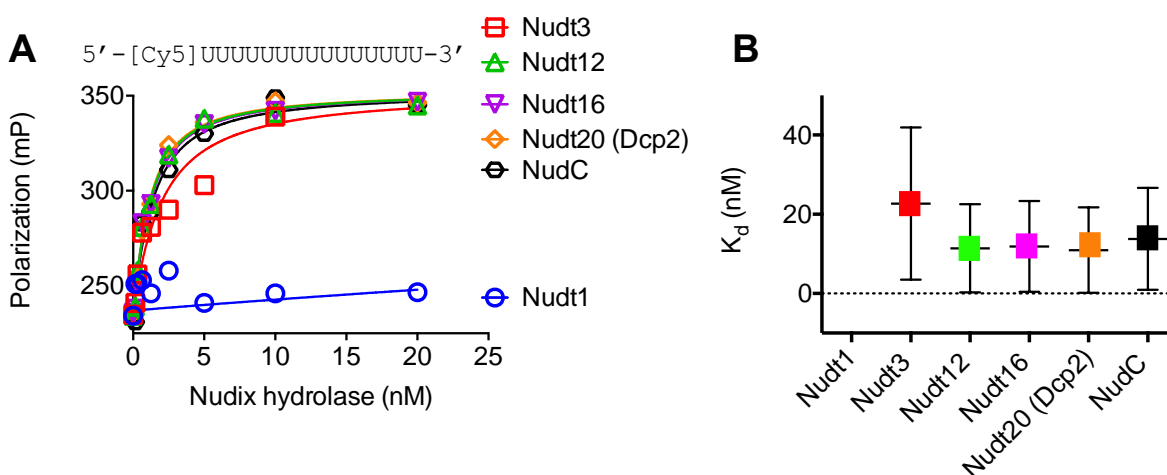 A
5′-[Cy5]UUUUUUUUUUUUUUU-3′
Nudt3
Nudt12
Nudt16
Nudt20 (Dcp2)
NudC
Nudt1
Polarization (mP)
350
300
250
0
5
10
15
20
25
Nudix hydrolase (nM)
B
Kd (nM)
40
20
0
Nudt1
Nudt3
Nudt12
Nudt16
Nudt20 (Dcp2)
NudC